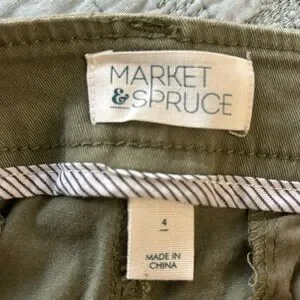 MARKET
& SPRUCE
4
MADE IN
CHINA